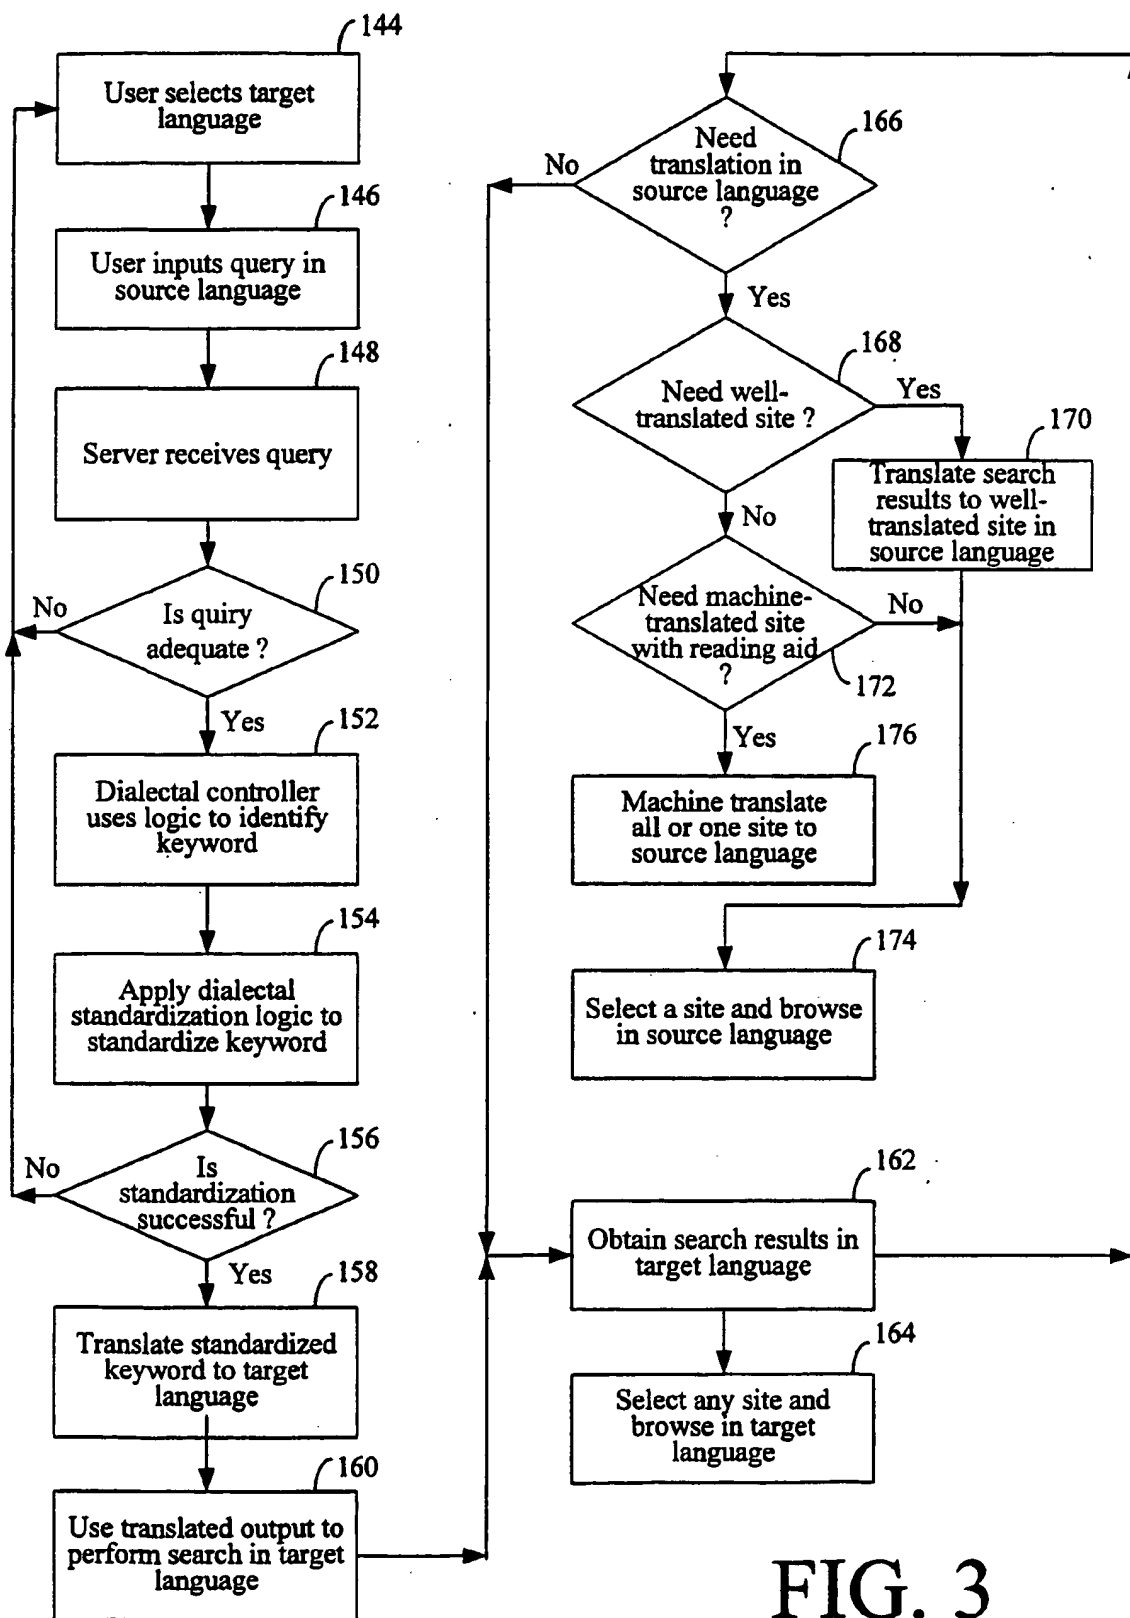 144
User selects target
language
146
User inputs query in
source language
148
Server receives query
150
Is quiry
adequate ?
No
Yes
152
Dialectal controller
uses logic to identify
keyword
154
Apply dialectal
standardization logic to
standardize keyword
156
Is
standardization
successful ?
No
Yes
158
Translate standardized
keyword to target
language
160
Use translated output to
perform search in target
language
166
Need
translation in
source language
?
No
Yes
168
Need well-
translated site ?
Yes
No
170
Translate search
results to well-
translated site in
source language
Need machine-
translated site
with reading aid
?
172
No
Yes
176
Machine translate
all or one site to
source language
174
Select a site and browse
in source language
162
Obtain search results in
target language
164
Select any site and
browse in target
language
FIG. 3